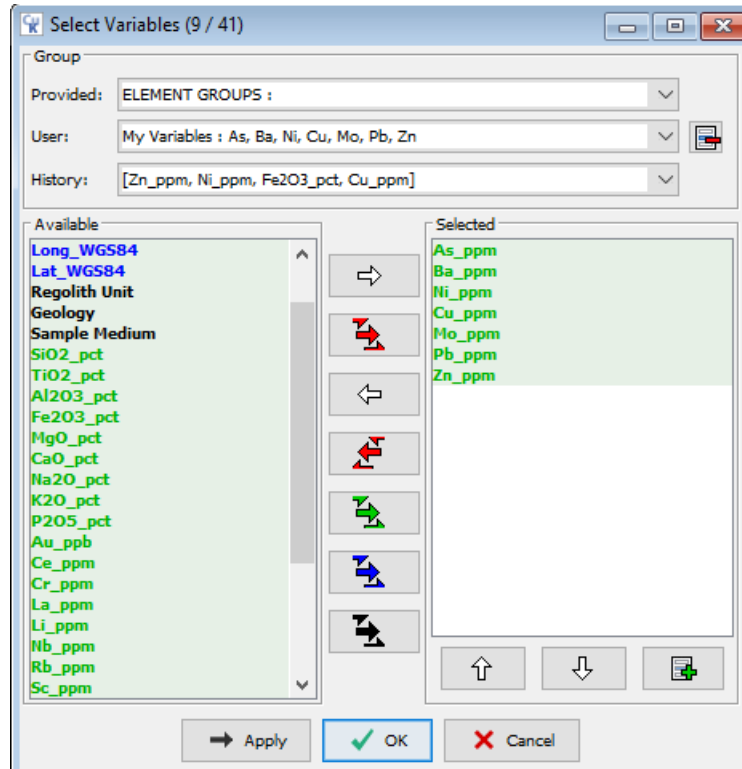 Select Variables (9 / 41)
Group
Provided: ELEMENT GROUPS :
User: My Variables : As, Ba, Ni, Cu, Mo, Pb, Zn
History: [Zn_ppm, Ni_ppm, Fe2O3_pct, Cu_ppm]
Available
Long_WGS84
Lat_WGS84
Regolith Unit
Geology
Sample Medium
SiO2_pct
TiO2_pct
Al2O3_pct
Fe2O3_pct
MgO_pct
CaO_pct
Na2O_pct
K2O_pct
P2O5_pct
Au_ppb
Ce_ppm
Cr_ppm
La_ppm
Li_ppm
Nb_ppm
Rb_ppm
Sc_ppm
Selected
As_ppm
Ba_ppm
Ni_ppm
Cu_ppm
Mo_ppm
Pb_ppm
Zn_ppm
Apply
OK
Cancel